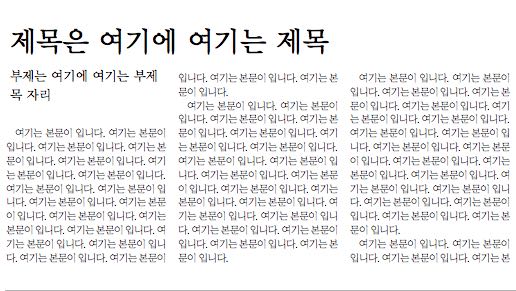 제목은 여기에 여기는 제목
부제는 여기에 여기는 부제
목 자리
여기는 본문이 입니다. 여기는 본문이
입니다. 여기는 본문이 입니다. 여기는 본
문이 입니다. 여기는 본문이 입니다. 여기
는 본문이 입니다. 여기는 본문이 입니다.
여기는 본문이 입니다. 여기는 본문이 입
니다. 여기는 본문이 입니다. 여기는 본문
이 입니다. 여기는 본문이 입니다. 여기는
본문이 입니다. 여기는 본문이 입니다. 여
기는 본문이 입니다. 여기는 본문이 입니
다. 여기는 본문이 입니다. 여기는 본문이
입니다. 여기는 본문이 입니다. 여기는 본
문이 입니다.
여기는 본문이 입니다. 여기는 본문이
입니다. 여기는 본문이 입니다. 여기는 본
문이 입니다. 여기는 본문이 입니다. 여기
는 본문이 입니다. 여기는 본문이 입니다.
여기는 본문이 입니다. 여기는 본문이 입
니다. 여기는 본문이 입니다. 여기는 본문
이 입니다. 여기는 본문이 입니다. 여기는
본문이 입니다. 여기는 본문이 입니다. 여
기는 본문이 입니다. 여기는 본문이 입니
다. 여기는 본문이 입니다. 여기는 본문이
입니다. 여기는 본문이 입니다. 여기는 본
문이 입니다.
여기는 본문이 입니다. 여기는 본문이
입니다. 여기는 본문이 입니다. 여기는 본
문이 입니다. 여기는 본문이 입니다. 여기
는 본문이 입니다. 여기는 본문이 입니다.
여기는 본문이 입니다. 여기는 본문이 입
니다. 여기는 본문이 입니다. 여기는 본문
이 입니다. 여기는 본문이 입니다. 여기는
본문이 입니다. 여기는 본문이 입니다. 여
기는 본문이 입니다. 여기는 본문이 입니
다. 여기는 본문이 입니다. 여기는 본문이
입니다. 여기는 본문이 입니다. 여기는 본
문이 입니다.
여기는 본문이 입니다. 여기는 본문이
입니다. 여기는 본문이 입니다. 여기는 본